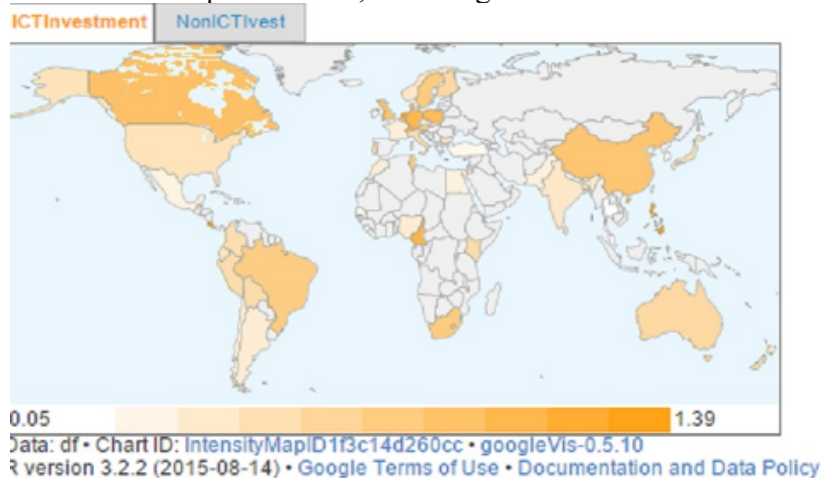 ICTInvestment NonICTIvest
0.05 1.39
Data: df • Chart ID: IntensityMapID1f3c14d260cc • googleVis-0.5.10
R version 3.2.2 (2015-08-14) • Google Terms of Use • Documentation and Data Policy